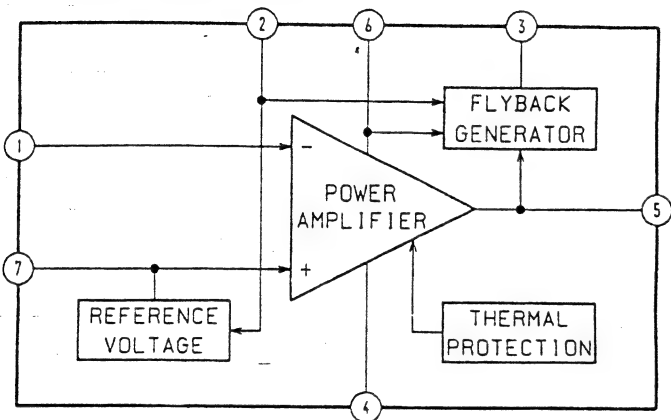 2
6
3
FLYBACK
GENERATOR
1
-
POWER
AMPLIFIER
5
7
+
REFERENCE
VOLTAGE
THERMAL
PROTECTION
4